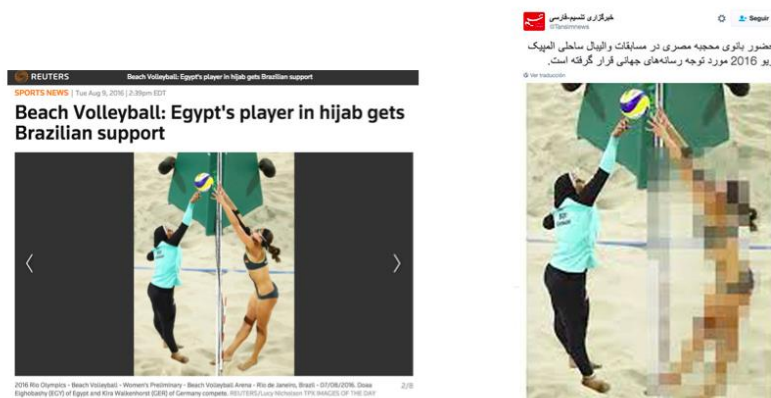 REUTERS
Beach Volleyball: Egypt's player in hijab gets Brazilian support
SPORTS NEWS | Tue Aug 9, 2016 | 2:39pm EDT
Beach Volleyball: Egypt's player in hijab gets
Brazilian support
2016 Rio Olympics - Beach Volleyball - Women's Preliminary - Beach Volleyball Arena - Rio de Janeiro, Brazil - 07/08/2016. Doaa
Elghobashy (EGY) of Egypt and Kira Walkenhorst (GER) of Germany compete. REUTERS/Lucy Nicholson TPX IMAGES OF THE DAY
2/8
خبرگزاری تسنیم-فارسی
@Tasnimnews
Seguir
حضور بانوی محجبه مصری در مسابقات والیبال ساحلی المپیک
ریو 2016 مورد توجه رسانه‌های جهانی قرار گرفته است.
Ver traducción